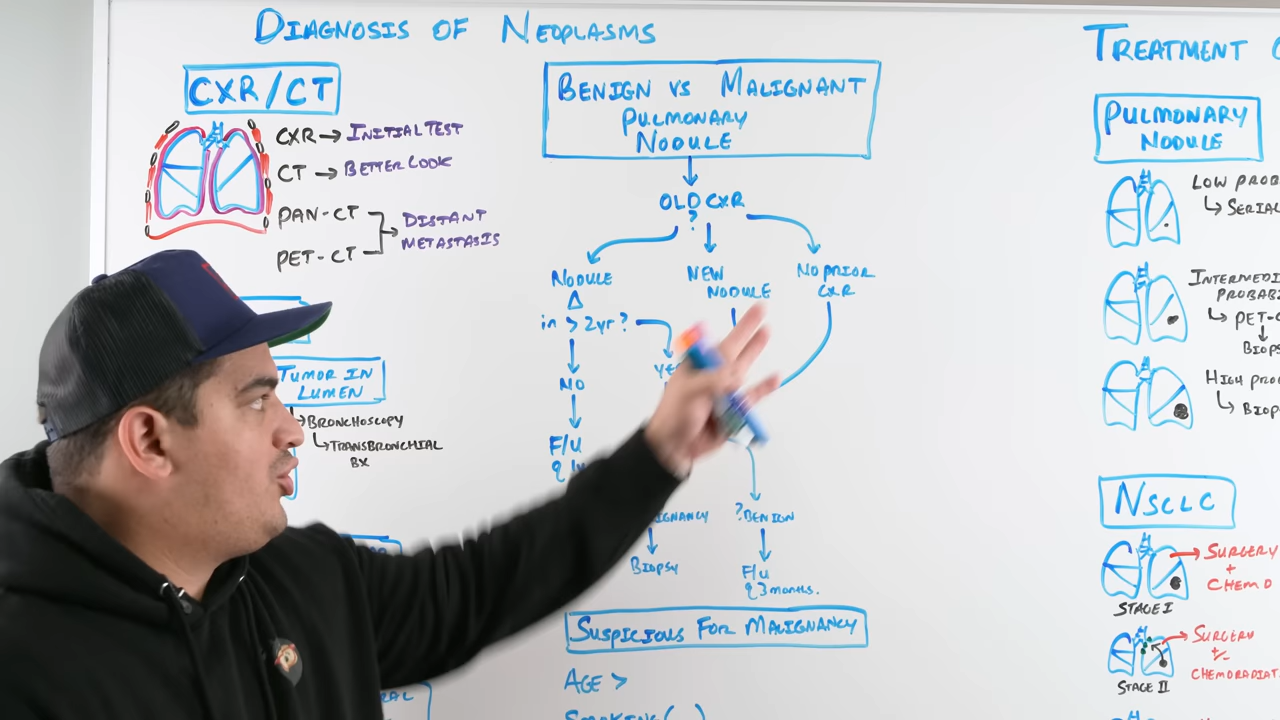 DIAGNOSIS OF NEOPLASMS
CXR/CT
CXR → INITIAL TEST
CT → BETTER LOOK
PAN-CT
PET-CT
DISTANT
METASTASIS
TUMOR IN
LUMEN
BRONCHOSCOPY
TRANSBRONCHIAL
BX
BENIGN VS MALIGNANT
PULMONARY
NODULE
OLD CXR
?
NODULE
Δ
in > 2yr?
NO
F/U
NEW
NODULE
NO PRIOR
CXR
BIOPSY
?BENIGN
F/U
q3months.
SUSPICIOUS FOR MALIGNANCY
AGE >
TREATMENT
PULMONARY
NODULE
LOW PROB
SERIAL
INTERMEDI
PROBAB
PET-C
BIOPS
HIGH PRO
BIOP
NSCLC
SURGERY
+
CHEMO
STAGE I
SURGERY
+/-
CHEMORADIAT
STAGE II